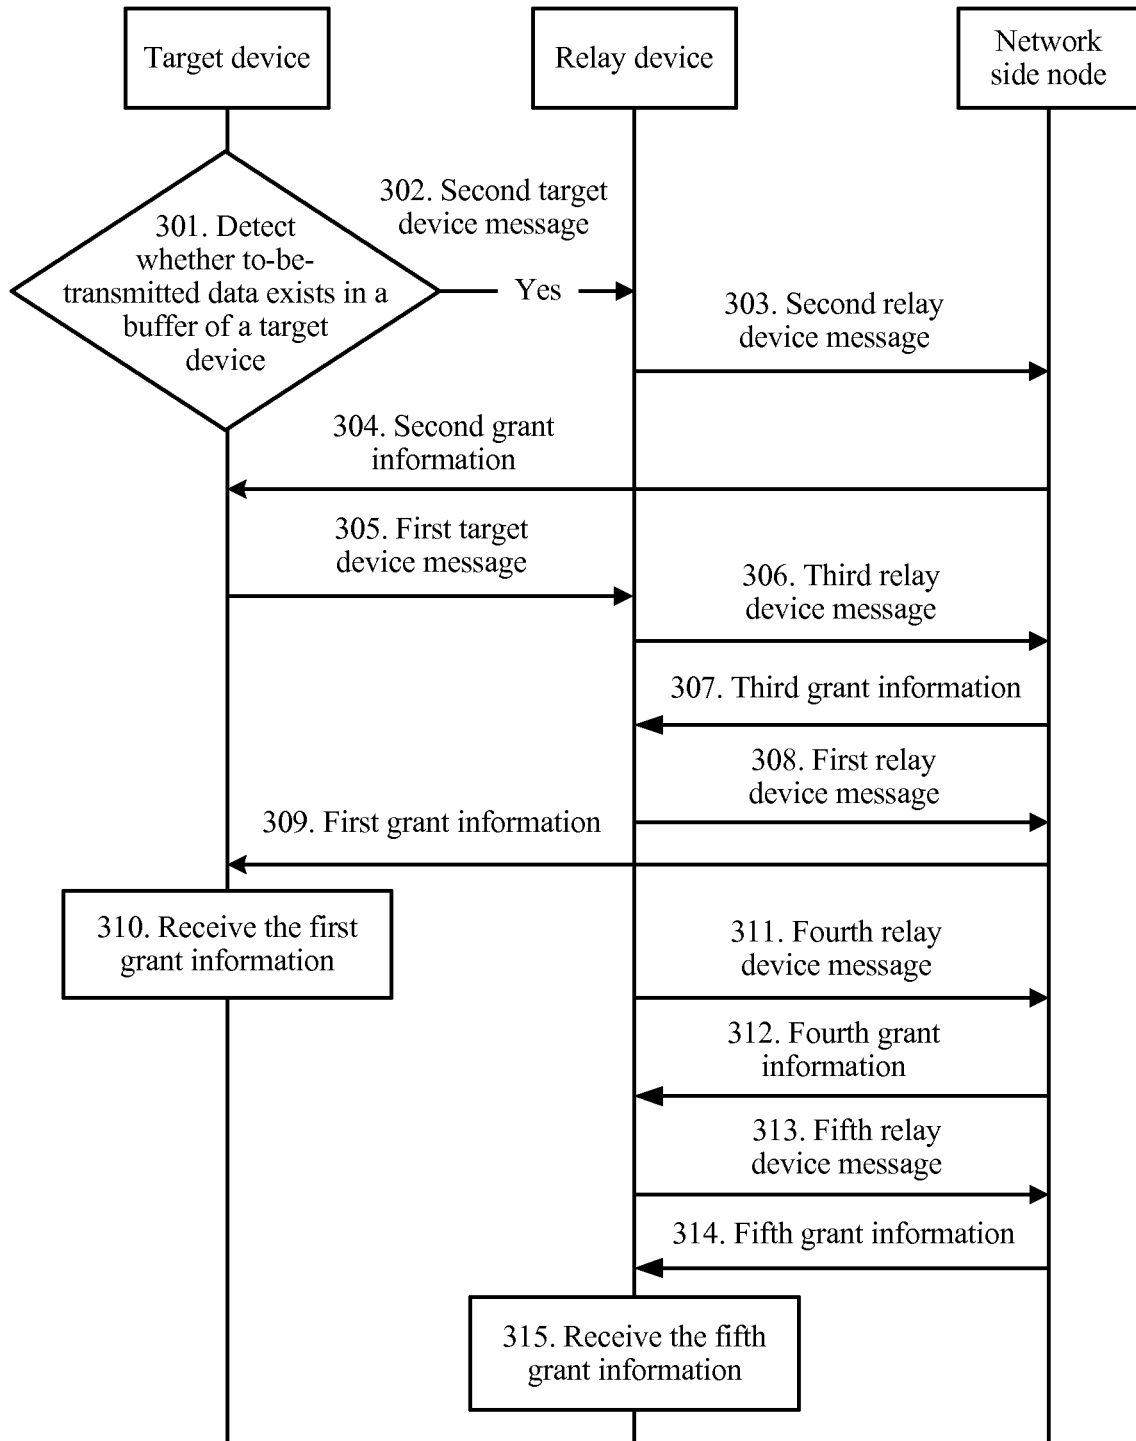 Target device
Relay device
Network
side node
302. Second target
device message
301. Detect
whether to-be-
transmitted data exists in a
buffer of a target
device
Yes
303. Second relay
device message
304. Second grant
information
305. First target
device message
306. Third relay
device message
307. Third grant information
308. First relay
device message
309. First grant information
310. Receive the first
grant information
311. Fourth relay
device message
312. Fourth grant
information
313. Fifth relay
device message
314. Fifth grant information
315. Receive the fifth
grant information